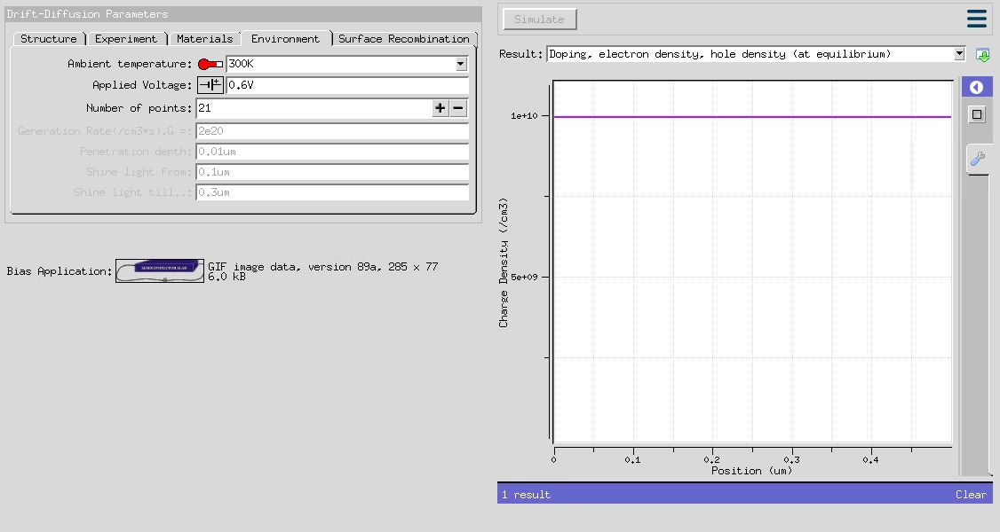 Drift-Diffusion Parameters
Structure
Experiment
Materials
Environment
Surface Recombination
Ambient temperature: 300K
Applied Voltage: 0.6V
Number of points: 21
Generation Rate(/cm3*s),G =: 2e20
Penetration depth: 0.01um
Shine light from: 0.1um
Shine light till..: 0.3um
Bias Application:
SEMICONDUCTOR SLAB
GIF image data, version 89a, 285 × 77
6.0 kB
Simulate
Result: Doping, electron density, hole density (at equilibrium)
Charge Density (/cm3)
1e+10
5e+09
0 0.1 0.2 0.3 0.4
Position (um)
1 result
Clear